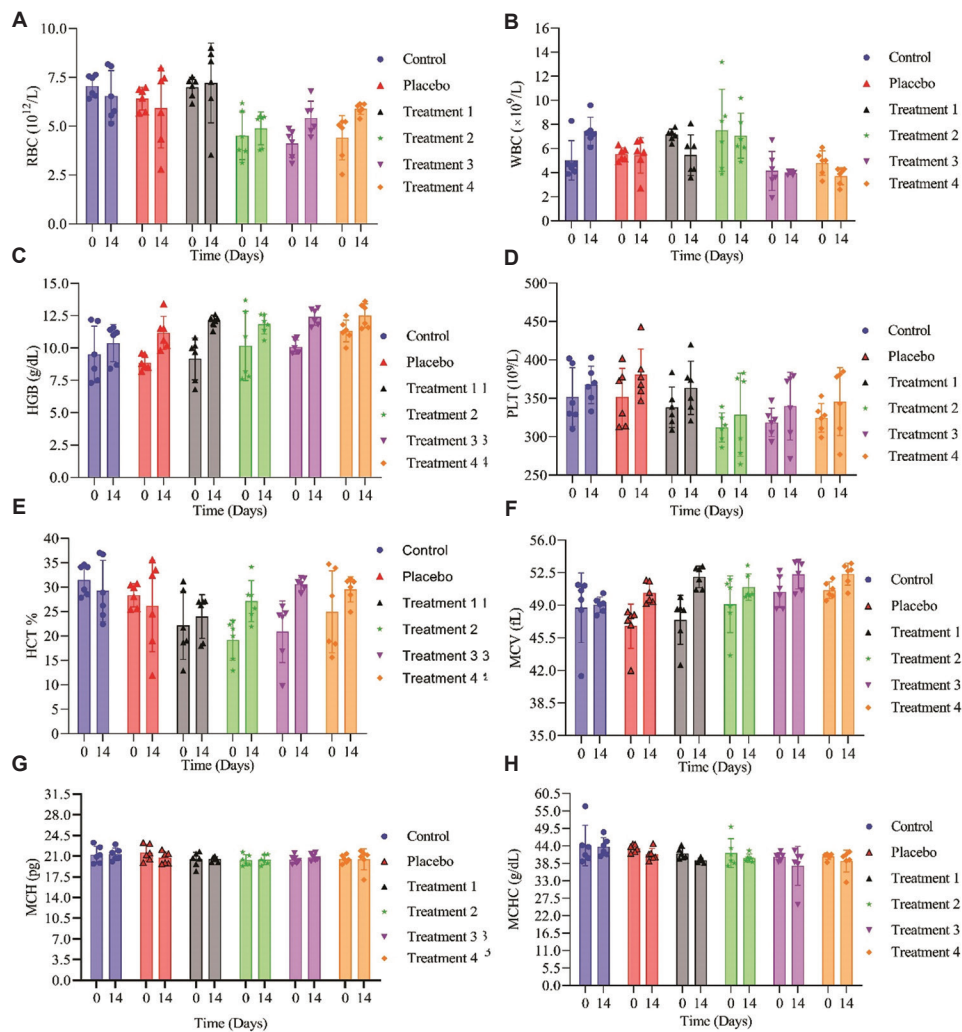 A
RBC (10¹²/L)
10.0
7.5
5.0
2.5
0.0
0 14 0 14 0 14 0 14 0 14 0 14
Time (Days)
Control
Placebo
Treatment 1
Treatment 2
Treatment 3
Treatment 4
B
WBC (×10⁹/L)
16
14
12
10
8
6
4
2
0
0 14 0 14 0 14 0 14 0 14 0 14
Time (Days)
Control
Placebo
Treatment 1
Treatment 2
Treatment 3
Treatment 4
C
HGB (g/dL)
15.0
12.5
10.0
7.5
5.0
2.5
0.0
0 14 0 14 0 14 0 14 0 14 0 14
Time (Days)
Control
Placebo
Treatment 1 1
Treatment 2
Treatment 3 3
Treatment 4 4
D
PLT (10⁹/L)
450
400
350
300
250
0 14 0 14 0 14 0 14 0 14 0 14
Time (Days)
Control
Placebo
Treatment 1
Treatment 2
Treatment 3
Treatment 4
E
HCT %
40
35
30
25
20
15
10
5
0
0 14 0 14 0 14 0 14 0 14 0 14
Time (Days)
Control
Placebo
Treatment 1 1
Treatment 2
Treatment 3 3
Treatment 4
F
MCV (fL)
56.0
52.5
49.0
45.5
42.0
38.5
35.0
0 14 0 14 0 14 0 14 0 14 0 14
Time (Days)
Control
Placebo
Treatment 1
Treatment 2
Treatment 3
Treatment 4
G
MCH (pg)
31.5
28.0
24.5
21.0
17.5
14.0
10.5
7.0
3.5
0.0
0 14 0 14 0 14 0 14 0 14 0 14
Time (Days)
Control
Placebo
Treatment 1
Treatment 2
Treatment 3 3
Treatment 4
H
MCHC (g/dL)
60.5
49.5
44.0
38.5
33.0
27.5
22.0
16.5
11.0
5.5
0.0
0 14 0 14 0 14 0 14 0 14 0 14
Time (Days)
Control
Placebo
Treatment 1
Treatment 2
Treatment 3
Treatment 4